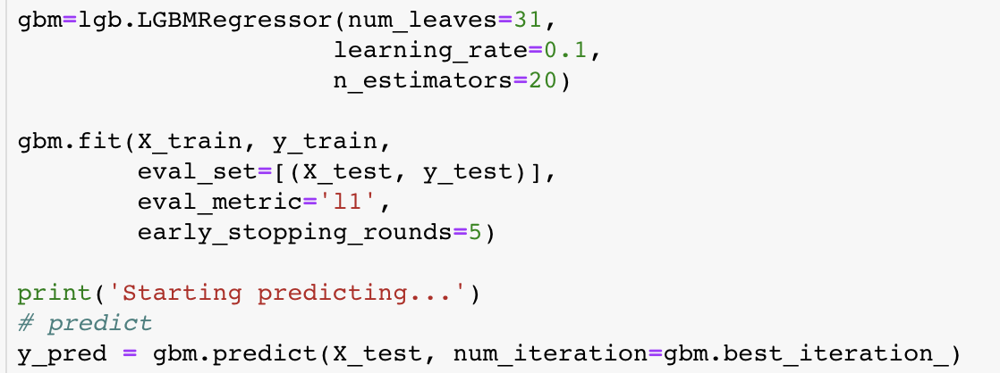 gbm=lgb.LGBMRegressor(num_leaves=31,
learning_rate=0.1,
n_estimators=20)
gbm.fit(X_train, y_train,
eval_set=[(X_test, y_test)],
eval_metric='l1',
early_stopping_rounds=5)
print('Starting predicting...')
# predict
y_pred = gbm.predict(X_test, num_iteration=gbm.best_iteration_)